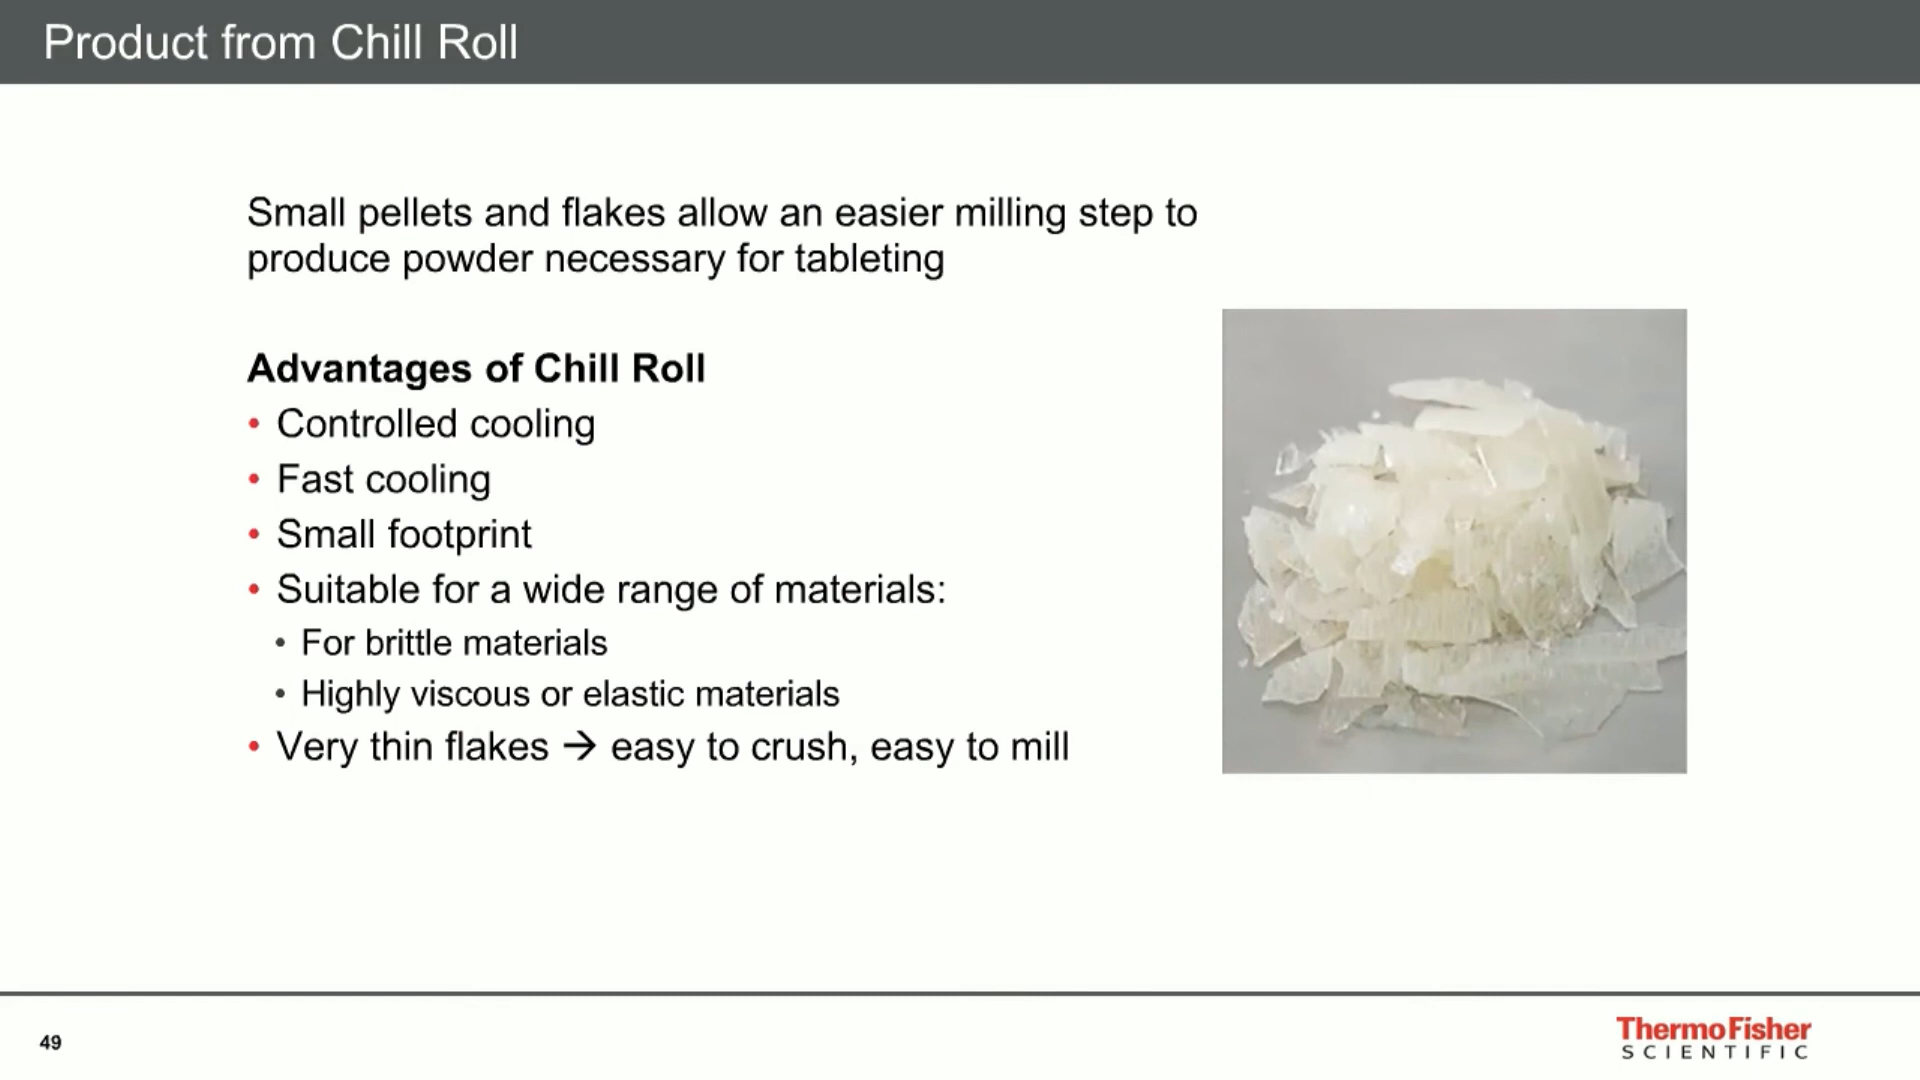 Product from Chill Roll
Small pellets and flakes allow an easier milling step to
produce powder necessary for tableting
Advantages of Chill Roll
• Controlled cooling
• Fast cooling
• Small footprint
• Suitable for a wide range of materials:
• For brittle materials
• Highly viscous or elastic materials
• Very thin flakes → easy to crush, easy to mill
49
ThermoFisher
SCIENTIFIC